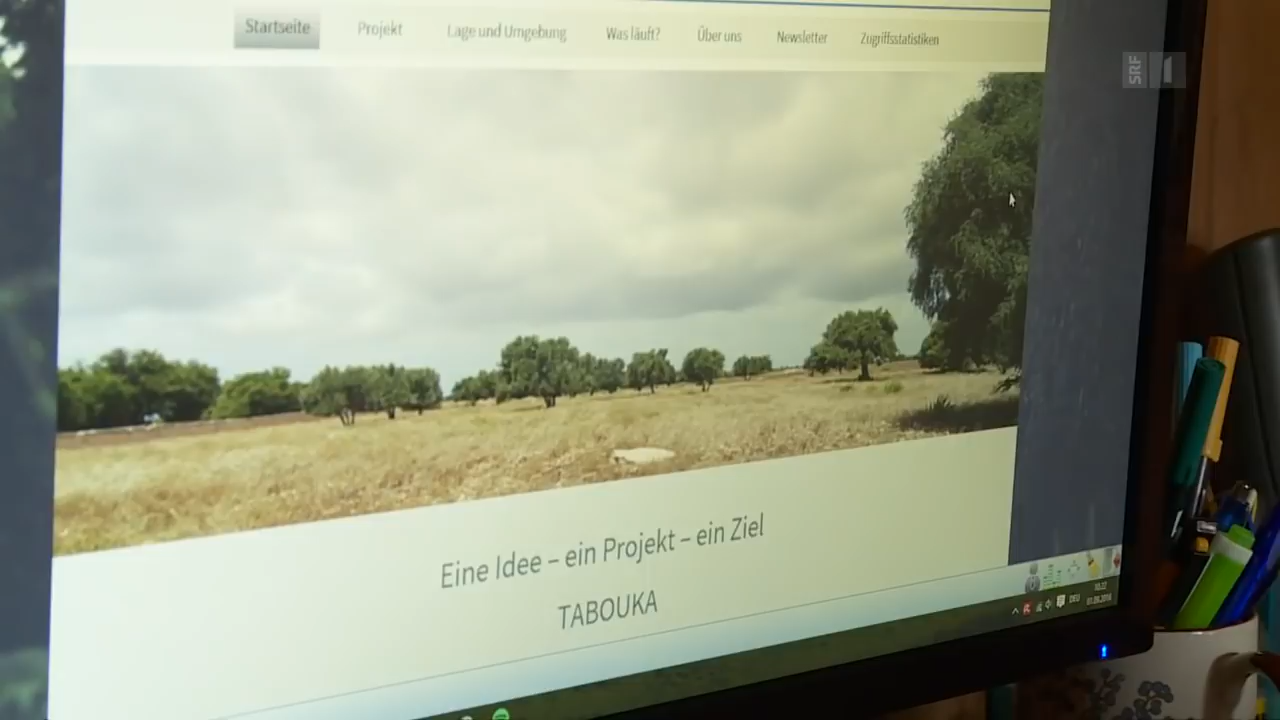 Startseite Projekt Lage und Umgebung Was läuft? Über uns Newsletter Zugriffsstatistiken
SRF 1
Eine Idee – ein Projekt – ein Ziel
TABOUKA
DEU